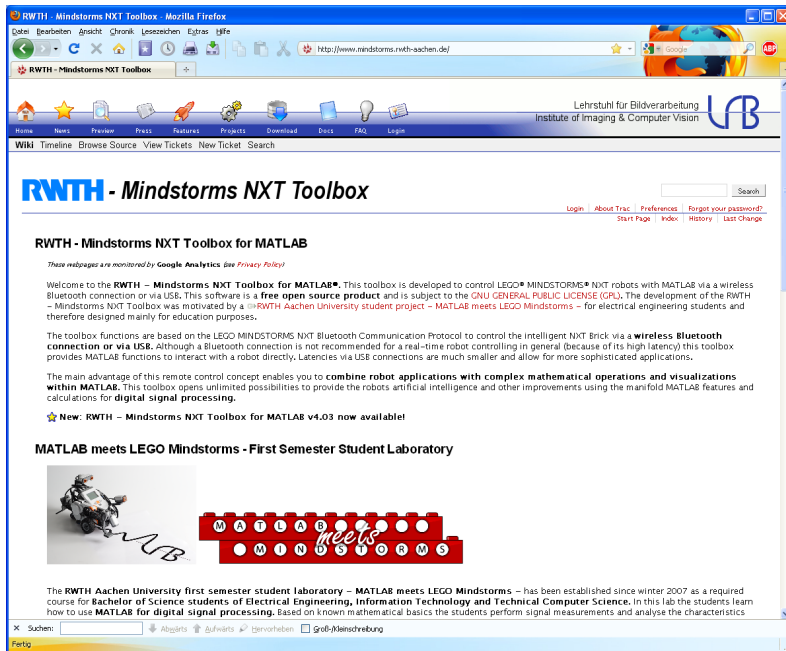 RWTH - Mindstorms NXT Toolbox - Mozilla Firefox
Datei Bearbeiten Ansicht Chronik Lesezeichen Extras Hilfe
http://www.mindstorms.rwth-aachen.de/
Google
ABP
RWTH - Mindstorms NXT Toolbox
Lehrstuhl für Bildverarbeitung
Institute of Imaging & Computer Vision
Home News Preview Press Features Projects Download Docs FAQ Login
Wiki Timeline Browse Source View Tickets New Ticket Search
RWTH - Mindstorms NXT Toolbox
Search
Login About Trac Preferences Forgot your password?
Start Page Index History Last Change
RWTH - Mindstorms NXT Toolbox for MATLAB
These webpages are monitored by Google Analytics (see Privacy Policy)
Welcome to the RWTH – Mindstorms NXT Toolbox for MATLAB®. This toolbox is developed to control LEGO® MINDSTORMS® NXT robots with MATLAB via a wireless
Bluetooth connection or via USB. This software is a free open source product and is subject to the GNU GENERAL PUBLIC LICENSE (GPL). The development of the RWTH
– Mindstorms NXT Toolbox was motivated by a RWTH Aachen University student project – MATLAB meets LEGO Mindstorms – for electrical engineering students and
therefore designed mainly for education purposes.
The toolbox functions are based on the LEGO MINDSTORMS NXT Bluetooth Communication Protocol to control the intelligent NXT Brick via a wireless Bluetooth
connection or via USB. Although a Bluetooth connection is not recommended for a real-time robot controlling in general (because of its high latency) this toolbox
provides MATLAB functions to interact with a robot directly. Latencies via USB connections are much smaller and allow for more sophisticated applications.
The main advantage of this remote control concept enables you to combine robot applications with complex mathematical operations and visualizations
within MATLAB. This toolbox opens unlimited possibilities to provide the robots artificial intelligence and other improvements using the manifold MATLAB features and
calculations for digital signal processing.
New: RWTH – Mindstorms NXT Toolbox for MATLAB v4.03 now available!
MATLAB meets LEGO Mindstorms - First Semester Student Laboratory
MATLAB
meets
MINDSTORMS
The RWTH Aachen University first semester student laboratory – MATLAB meets LEGO Mindstorms – has been established since winter 2007 as a required
course for Bachelor of Science students of Electrical Engineering, Information Technology and Technical Computer Science. In this lab the students learn
how to use MATLAB for digital signal processing. Based on known mathematical basics the students perform signal measurements and analyse the characteristics
Suchen: Abwärts Aufwärts Hervorheben Groß-/Kleinschreibung
Fertig